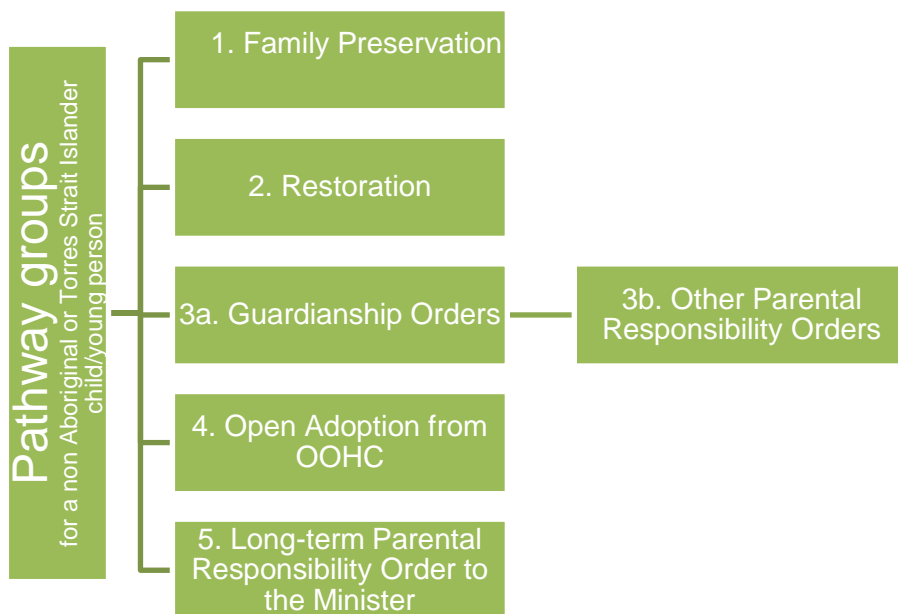 Pathway groups
for a non Aboriginal or Torres Strait Islander
child/young person
1. Family Preservation
2. Restoration
3a. Guardianship Orders
3b. Other Parental
Responsibility Orders
4. Open Adoption from
OOHC
5. Long-term Parental
Responsibility Order to
the Minister